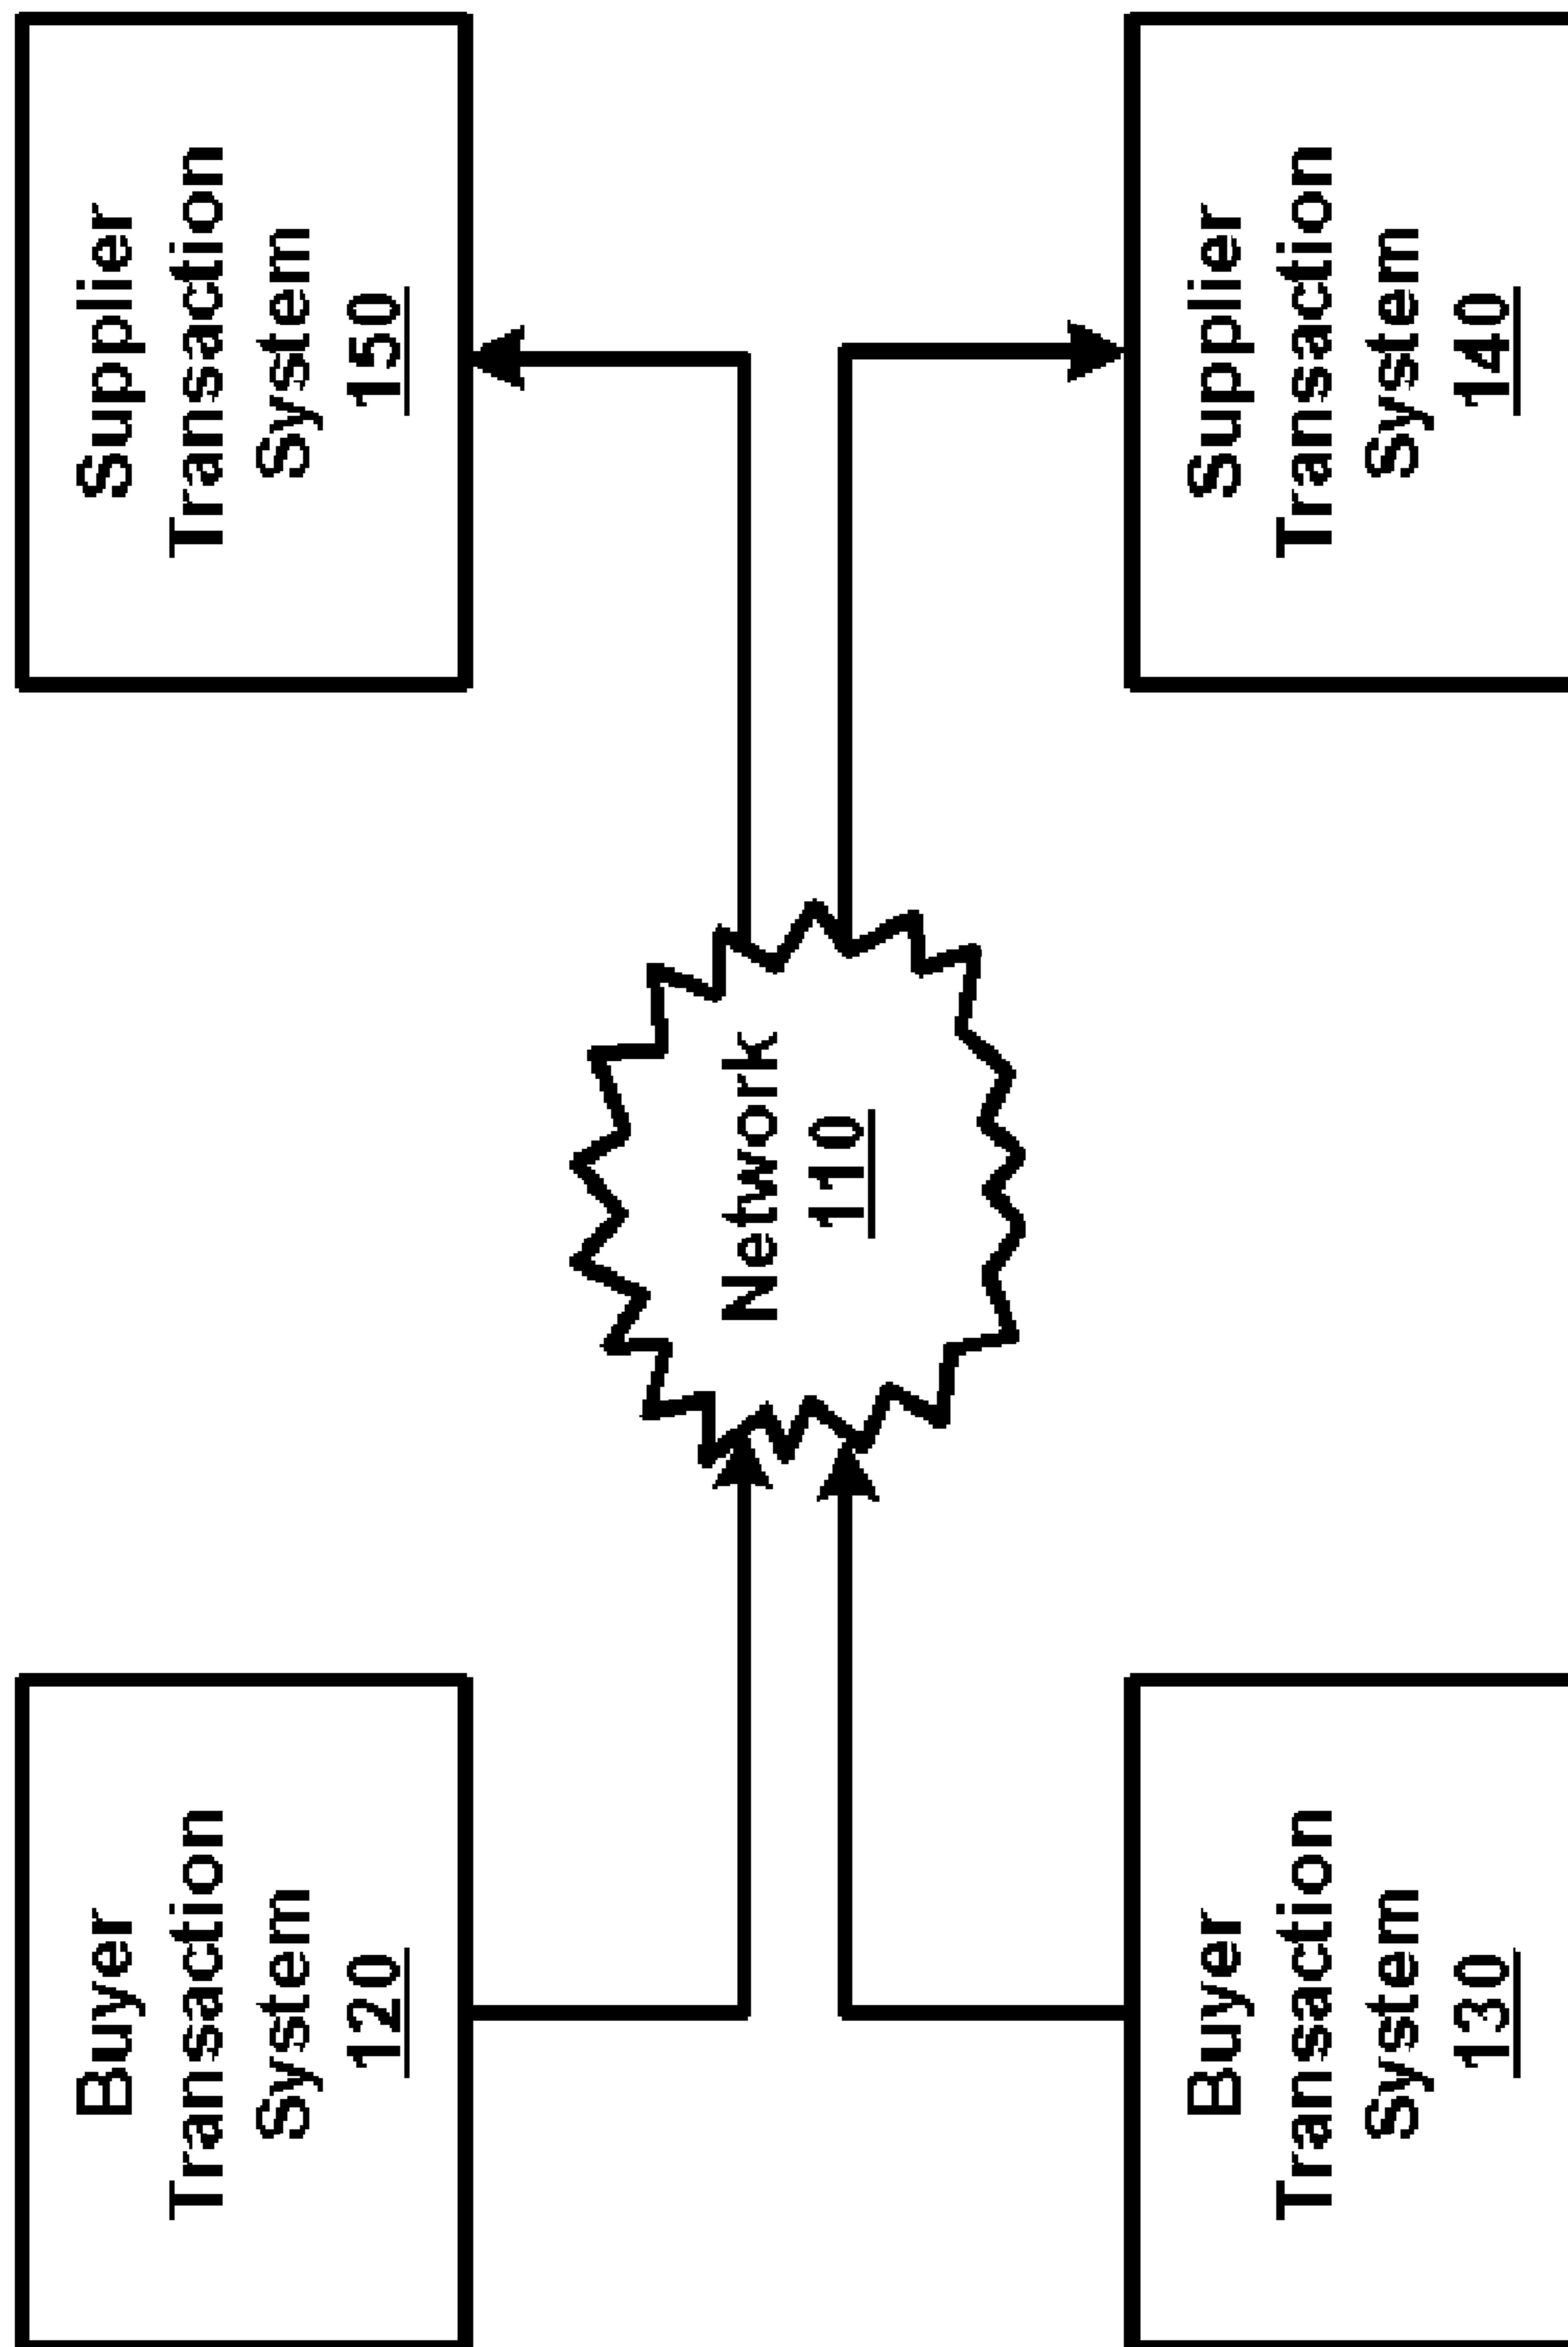 Buyer
Transaction
System
120
Supplier
Transaction
System
150
Network
110
Buyer
Transaction
System
130
Supplier
Transaction
System
140